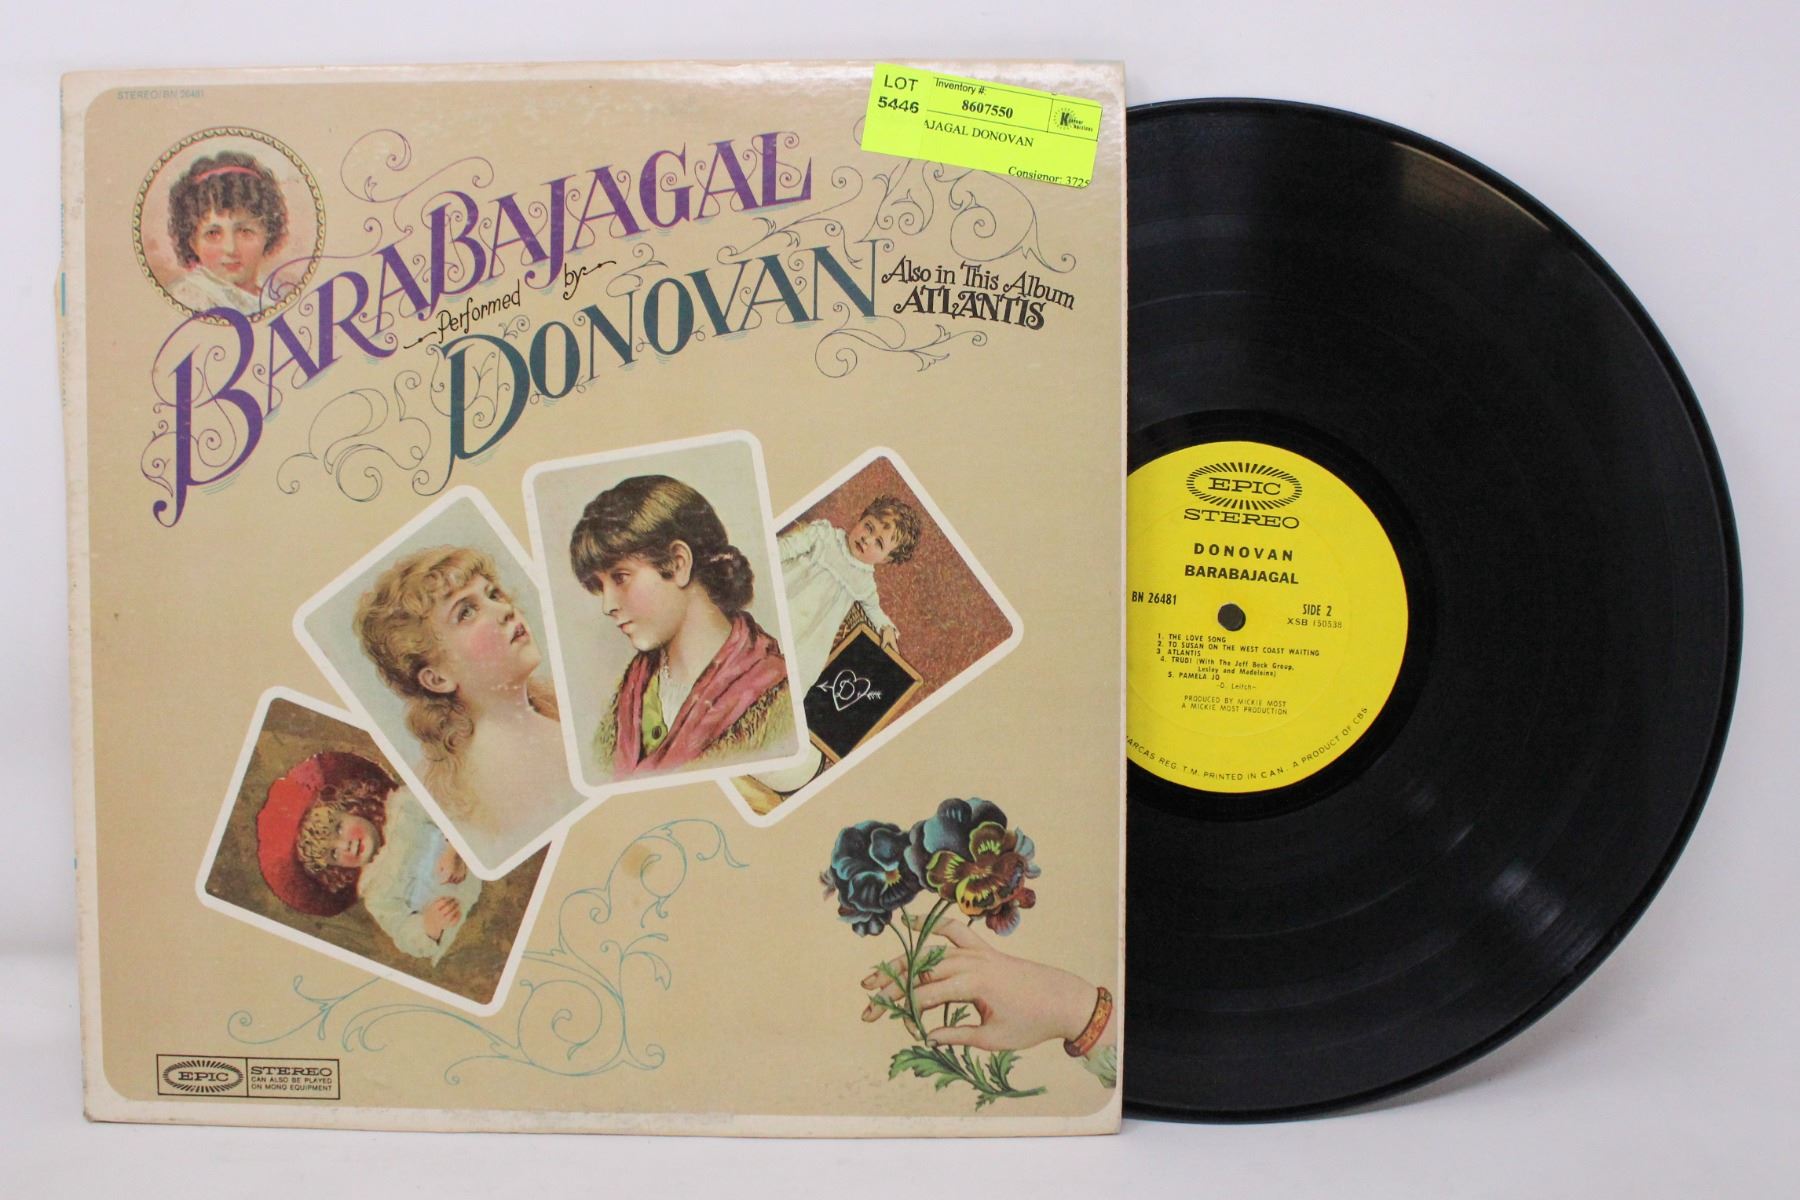 STEREO/BN 26481
BARABAJAGAL
Performed by
DONOVAN
Also in This Album
ATLANTIS
LOT
5446
Inventory #:
8607550
AJAGAL DONOVAN
Consignor: 3725
EPIC
STEREO
CAN ALSO BE PLAYED
ON MONO EQUIPMENT
EPIC
STEREO
DONOVAN
BARABAJAGAL
BN 26481
SIDE 2
XSB 150538
1. THE LOVE SONG
2. TO SUSAN ON THE WEST COAST WAITING
3 ATLANTIS
4. TRUDI (With The Jeff Beck Group,
Lesley and Madelaine)
5. PAMELA JO
-D. Leitch-
PRODUCED BY MICKIE MOST
A MICKIE MOST PRODUCTION
MARCAS REG. T.M. PRINTED IN CAN. A PRODUCT OF CBS